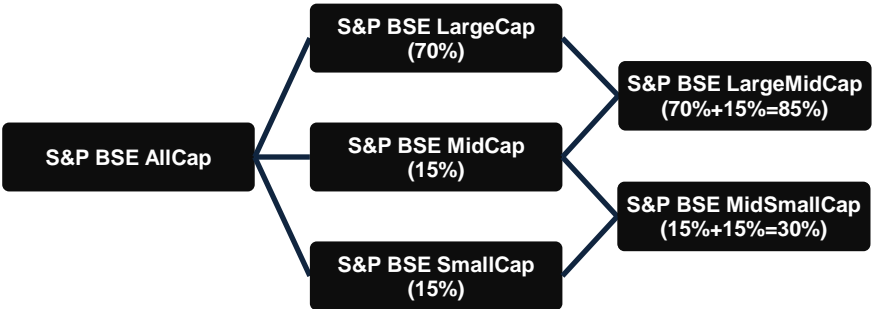 S&P BSE AllCap
S&P BSE LargeCap
(70%)
S&P BSE MidCap
(15%)
S&P BSE SmallCap
(15%)
S&P BSE LargeMidCap
(70%+15%=85%)
S&P BSE MidSmallCap
(15%+15%=30%)